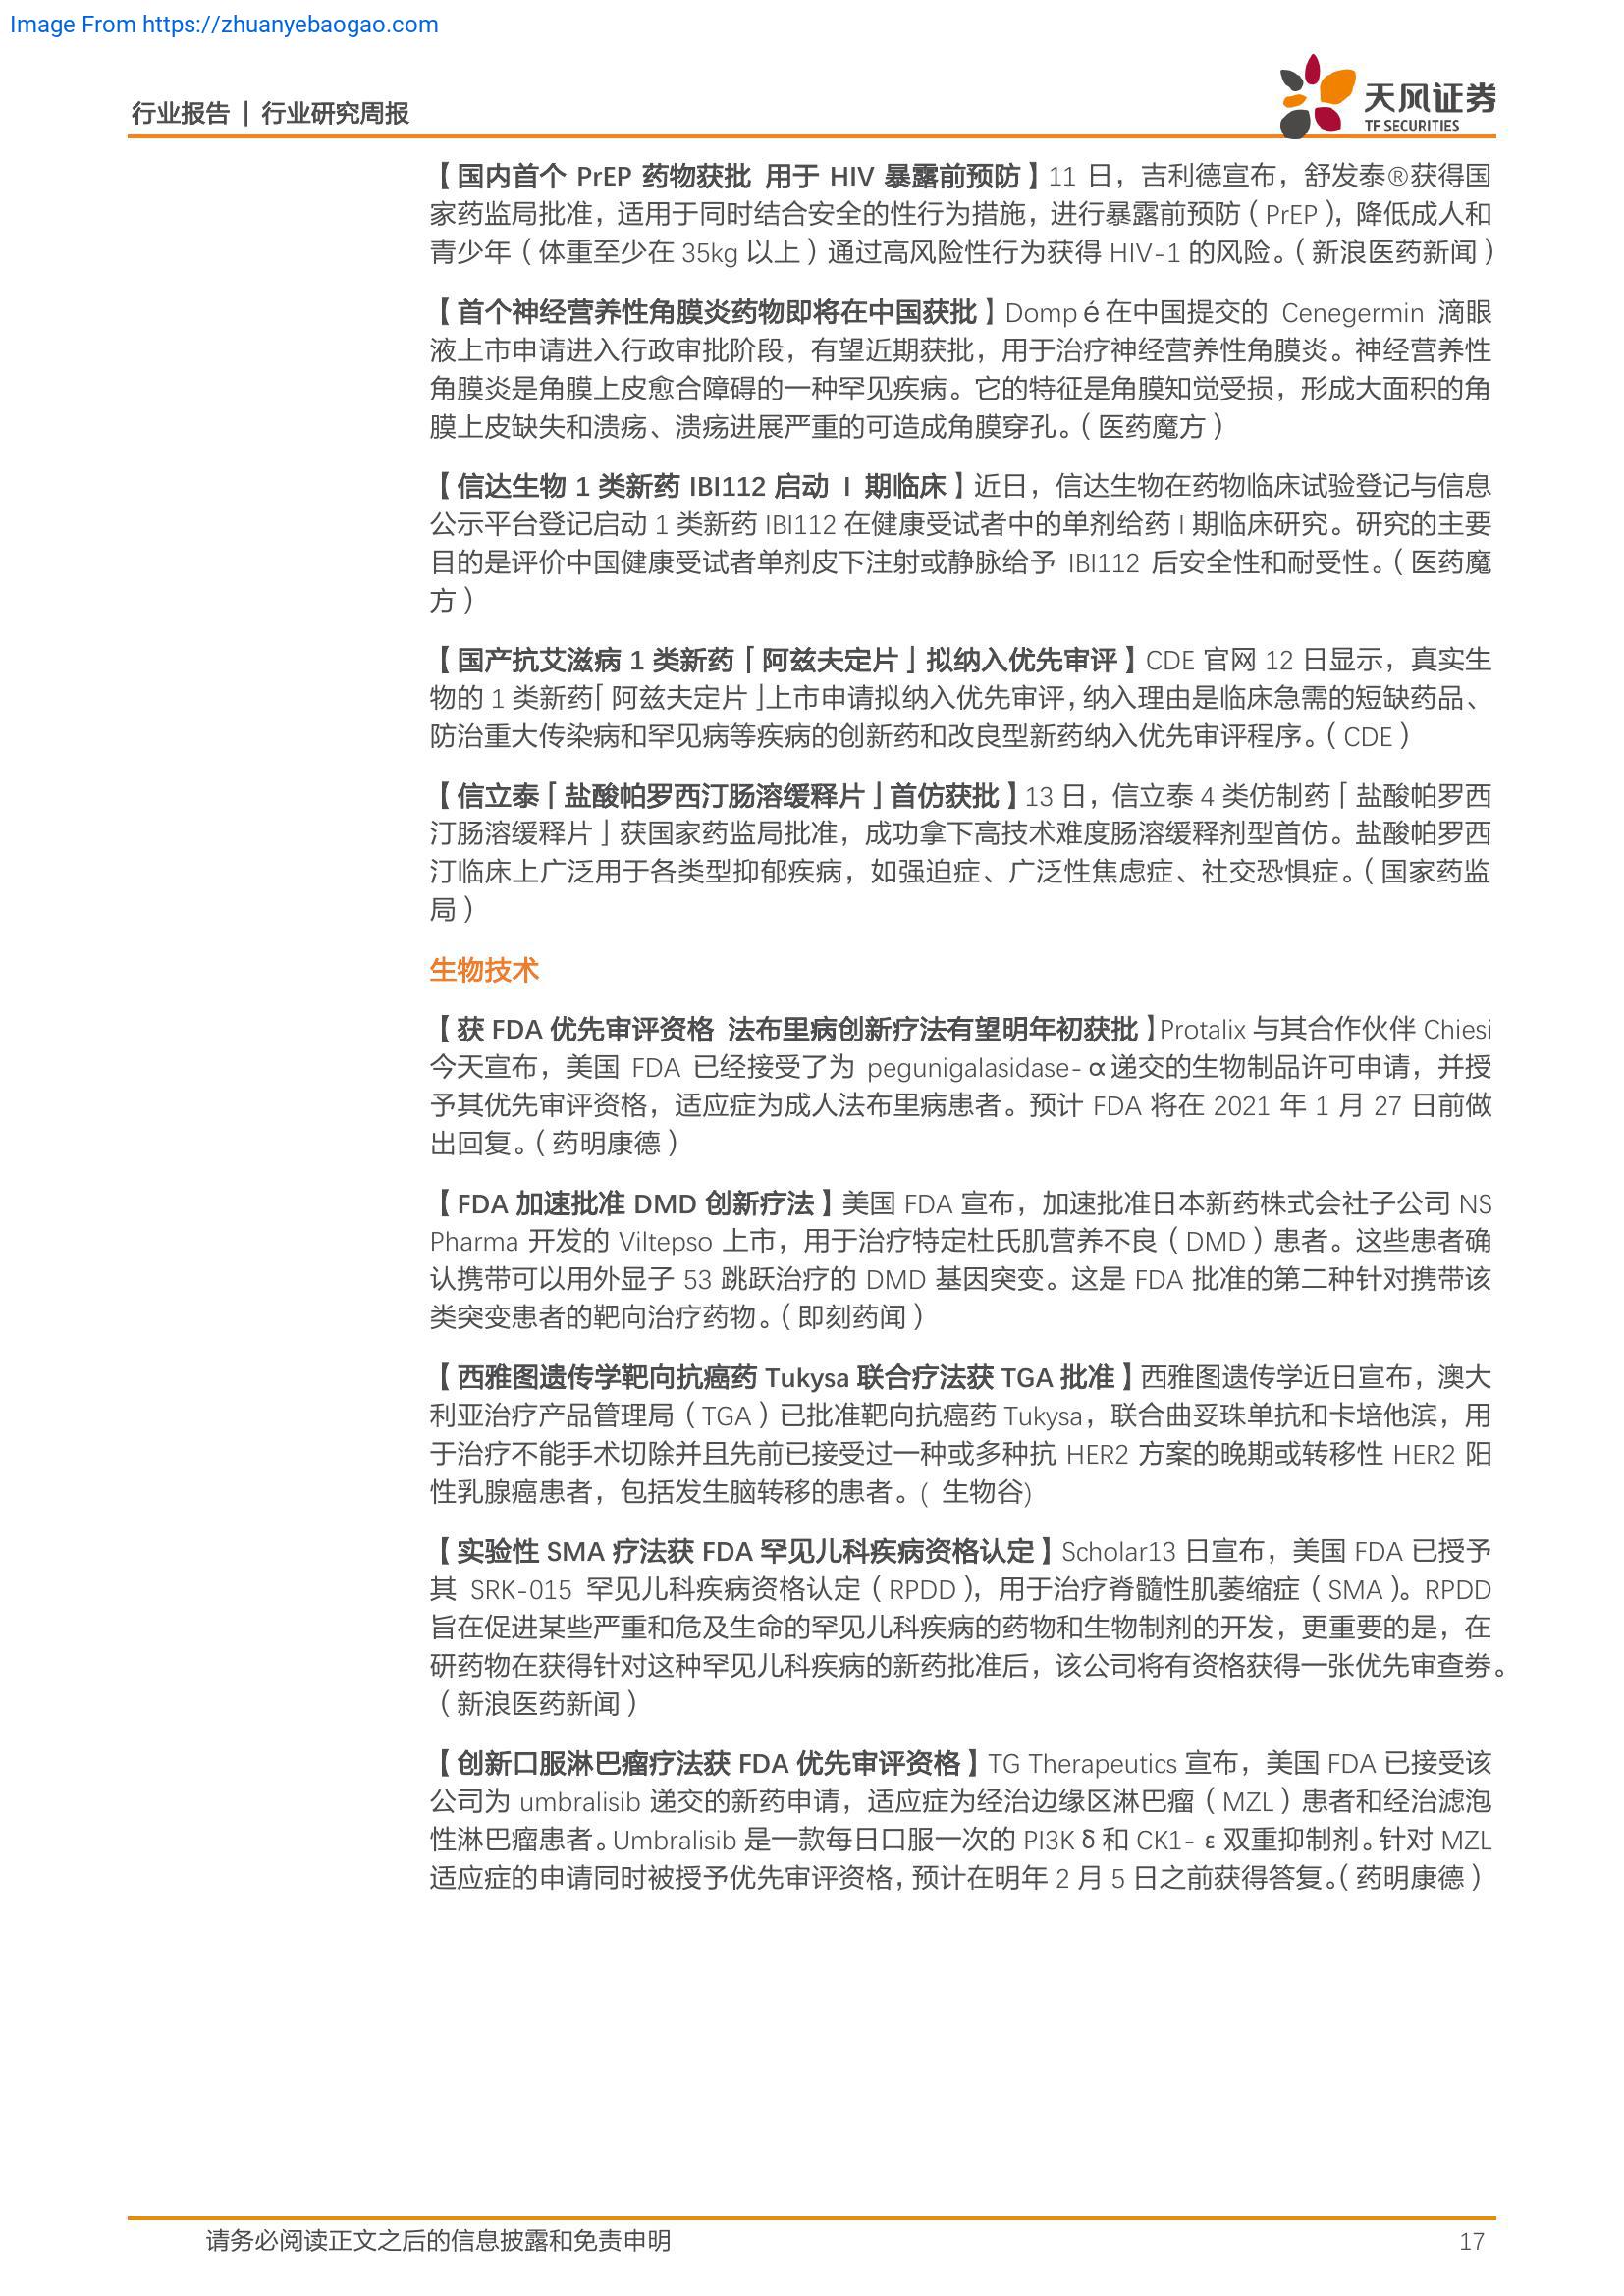 Image From https://zhuanyebaogao.com
行业报告 | 行业研究周报
天风证券
TF SECURITIES
【国内首个 PrEP 药物获批 用于 HIV 暴露前预防】11 日，吉利德宣布，舒发泰®获得国
家药监局批准，适用于同时结合安全的性行为措施，进行暴露前预防（PrEP），降低成人和
青少年（体重至少在 35kg 以上）通过高风险性行为获得 HIV-1 的风险。（新浪医药新闻）
【首个神经营养性角膜炎药物即将在中国获批】Dompé在中国提交的 Cenegermin 滴眼
液上市申请进入行政审批阶段，有望近期获批，用于治疗神经营养性角膜炎。神经营养性
角膜炎是角膜上皮愈合障碍的一种罕见疾病。它的特征是角膜知觉受损，形成大面积的角
膜上皮缺失和溃疡、溃疡进展严重的可造成角膜穿孔。（医药魔方）
【信达生物 1 类新药 IBI112 启动 I 期临床】近日，信达生物在药物临床试验登记与信息
公示平台登记启动 1 类新药 IBI112 在健康受试者中的单剂给药 I 期临床研究。研究的主要
目的是评价中国健康受试者单剂皮下注射或静脉给予 IBI112 后安全性和耐受性。（医药魔
方）
【国产抗艾滋病 1 类新药「阿兹夫定片」拟纳入优先审评】CDE 官网 12 日显示，真实生
物的 1 类新药「阿兹夫定片」上市申请拟纳入优先审评，纳入理由是临床急需的短缺药品、
防治重大传染病和罕见病等疾病的创新药和改良型新药纳入优先审评程序。（CDE）
【信立泰「盐酸帕罗西汀肠溶缓释片」首仿获批】13 日，信立泰 4 类仿制药「盐酸帕罗西
汀肠溶缓释片」获国家药监局批准，成功拿下高技术难度肠溶缓释剂型首仿。盐酸帕罗西
汀临床上广泛用于各类型抑郁疾病，如强迫症、广泛性焦虑症、社交恐惧症。（国家药监
局）
生物技术
【获 FDA 优先审评资格 法布里病创新疗法有望明年初获批】Protalix 与其合作伙伴 Chiesi
今天宣布，美国 FDA 已经接受了为 pegunigalasidase-α递交的生物制品许可申请，并授
予其优先审评资格，适应症为成人法布里病患者。预计 FDA 将在 2021 年 1 月 27 日前做
出回复。（药明康德）
【FDA 加速批准 DMD 创新疗法】美国 FDA 宣布，加速批准日本新药株式会社子公司 NS
Pharma 开发的 Viltepso 上市，用于治疗特定杜氏肌营养不良（DMD）患者。这些患者确
认携带可以用外显子 53 跳跃治疗的 DMD 基因突变。这是 FDA 批准的第二种针对携带该
类突变患者的靶向治疗药物。（即刻药闻）
【西雅图遗传学靶向抗癌药 Tukysa 联合疗法获 TGA 批准】西雅图遗传学近日宣布，澳大
利亚治疗产品管理局（TGA）已批准靶向抗癌药 Tukysa，联合曲妥珠单抗和卡培他滨，用
于治疗不能手术切除并且先前已接受过一种或多种抗 HER2 方案的晚期或转移性 HER2 阳
性乳腺癌患者，包括发生脑转移的患者。( 生物谷)
【实验性 SMA 疗法获 FDA 罕见儿科疾病资格认定】Scholar13 日宣布，美国 FDA 已授予
其 SRK-015 罕见儿科疾病资格认定（RPDD），用于治疗脊髓性肌萎缩症（SMA）。RPDD
旨在促进某些严重和危及生命的罕见儿科疾病的药物和生物制剂的开发，更重要的是，在
研药物在获得针对这种罕见儿科疾病的新药批准后，该公司将有资格获得一张优先审查券。
（新浪医药新闻）
【创新口服淋巴瘤疗法获 FDA 优先审评资格】TG Therapeutics 宣布，美国 FDA 已接受该
公司为 umbralisib 递交的新药申请，适应症为经治边缘区淋巴瘤（MZL）患者和经治滤泡
性淋巴瘤患者。Umbralisib 是一款每日口服一次的 PI3Kδ和 CK1-ε双重抑制剂。针对 MZL
适应症的申请同时被授予优先审评资格，预计在明年 2 月 5 日之前获得答复。（药明康德）
请务必阅读正文之后的信息披露和免责申明
17